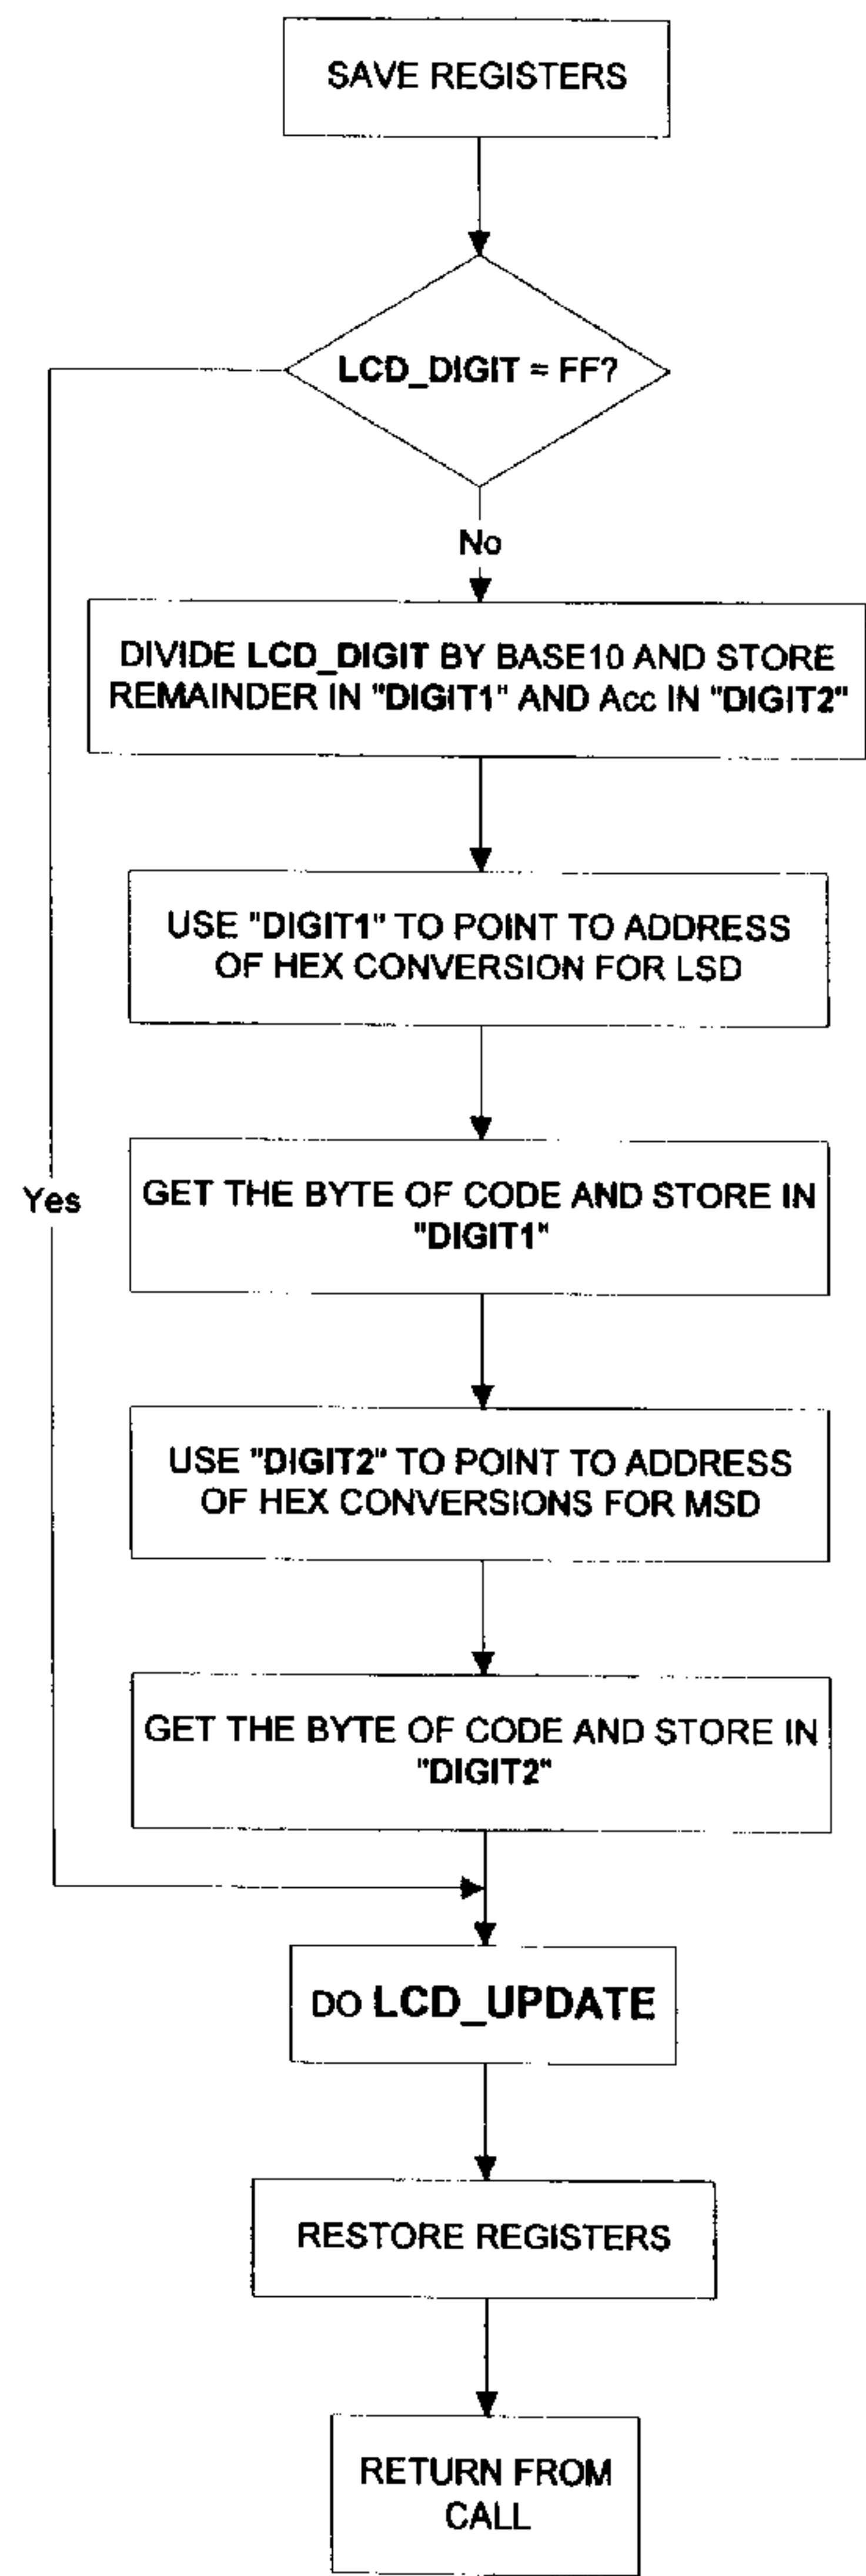 SAVE REGISTERS
LCD_DIGIT = FF?
No
DIVIDE LCD_DIGIT BY BASE10 AND STORE
REMAINDER IN "DIGIT1" AND Acc IN "DIGIT2"
USE "DIGIT1" TO POINT TO ADDRESS
OF HEX CONVERSION FOR LSD
Yes
GET THE BYTE OF CODE AND STORE IN
"DIGIT1"
USE "DIGIT2" TO POINT TO ADDRESS
OF HEX CONVERSIONS FOR MSD
GET THE BYTE OF CODE AND STORE IN
"DIGIT2"
DO LCD_UPDATE
RESTORE REGISTERS
RETURN FROM
CALL